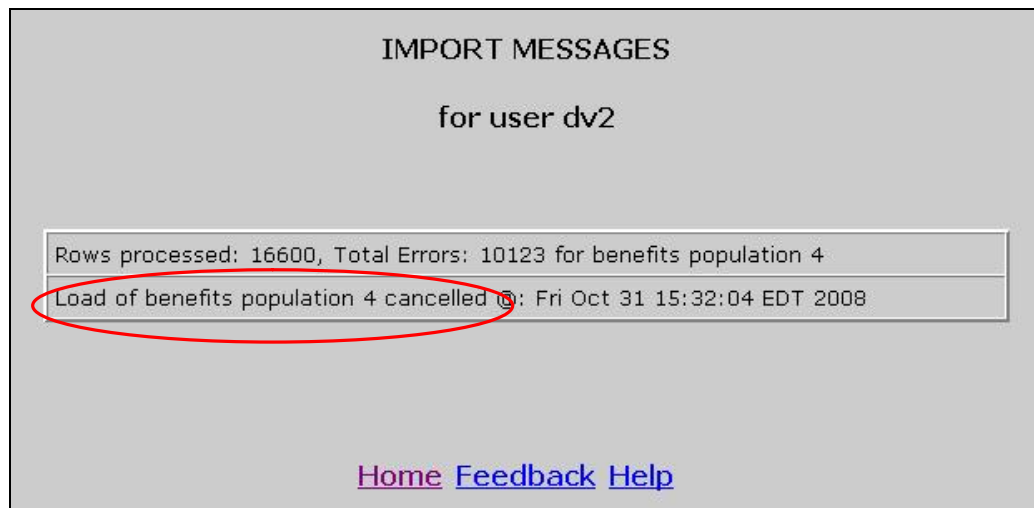 IMPORT MESSAGES
for user dv2
Rows processed: 16600, Total Errors: 10123 for benefits population 4
Load of benefits population 4 cancelled @: Fri Oct 31 15:32:04 EDT 2008
Home Feedback Help